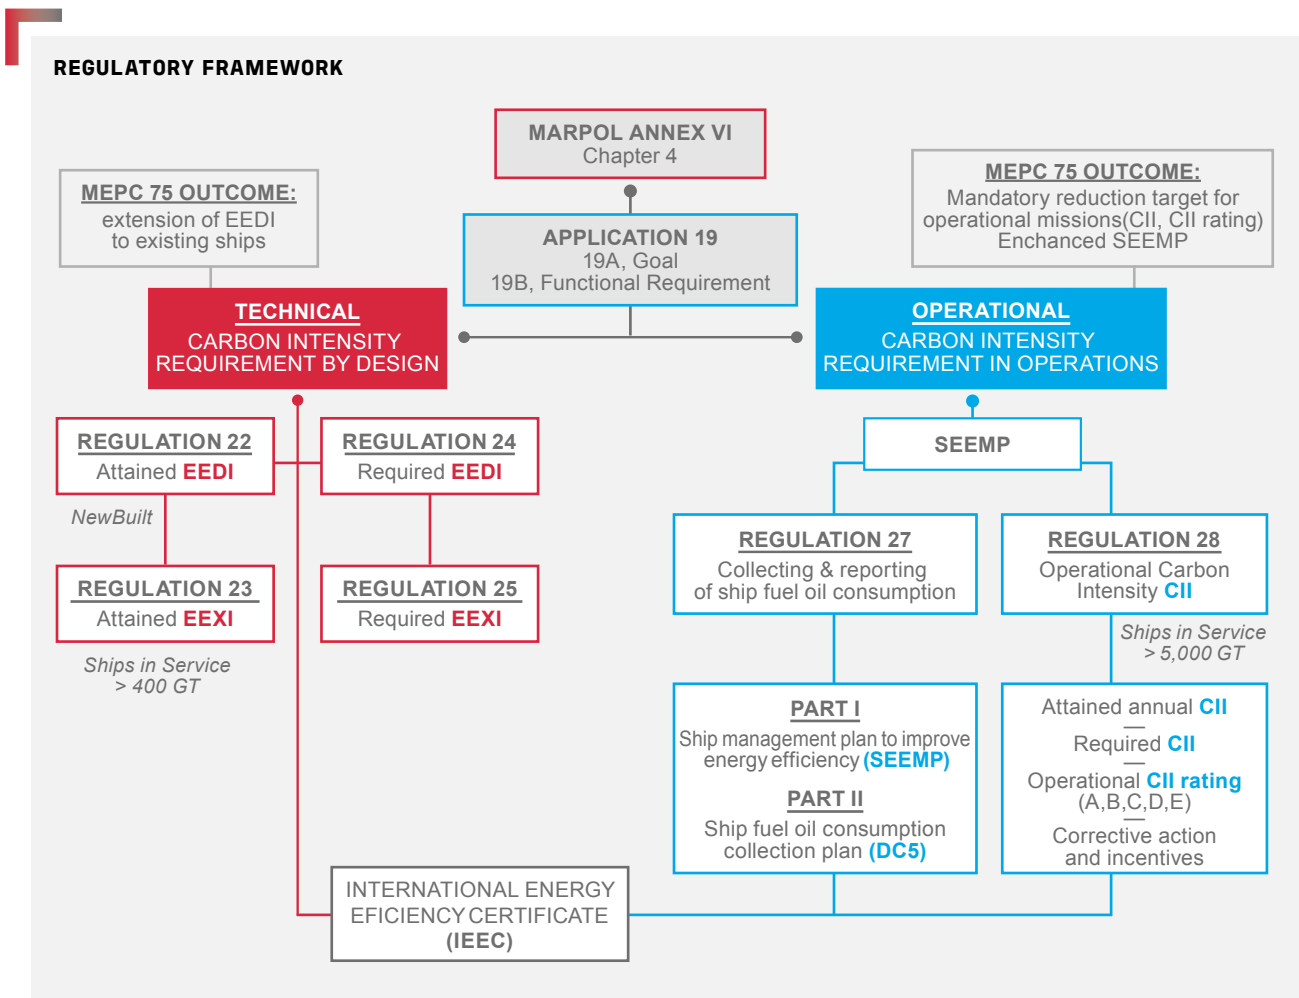 REGULATORY FRAMEWORK
MARPOL ANNEX VI
Chapter 4
MEPC 75 OUTCOME:
extension of EEDI
to existing ships
MEPC 75 OUTCOME:
Mandatory reduction target for
operational missions(CII, CII rating)
Enchanced SEEMP
APPLICATION 19
19A, Goal
19B, Functional Requirement
TECHNICAL
CARBON INTENSITY
REQUIREMENT BY DESIGN
OPERATIONAL
CARBON INTENSITY
REQUIREMENT IN OPERATIONS
REGULATION 22
Attained EEDI
REGULATION 24
Required EEDI
NewBuilt
REGULATION 23
Attained EEXI
REGULATION 25
Required EEXI
Ships in Service
> 400 GT
SEEMP
REGULATION 27
Collecting & reporting
of ship fuel oil consumption
REGULATION 28
Operational Carbon
Intensity CII
Ships in Service
> 5,000 GT
PART I
Ship management plan to improve
energy efficiency (SEEMP)
PART II
Ship fuel oil consumption
collection plan (DC5)
Attained annual CII
—
Required CII
—
Operational CII rating
(A,B,C,D,E)
—
Corrective action
and incentives
INTERNATIONAL ENERGY
EFICIENCY CERTIFICATE
(IEEC)